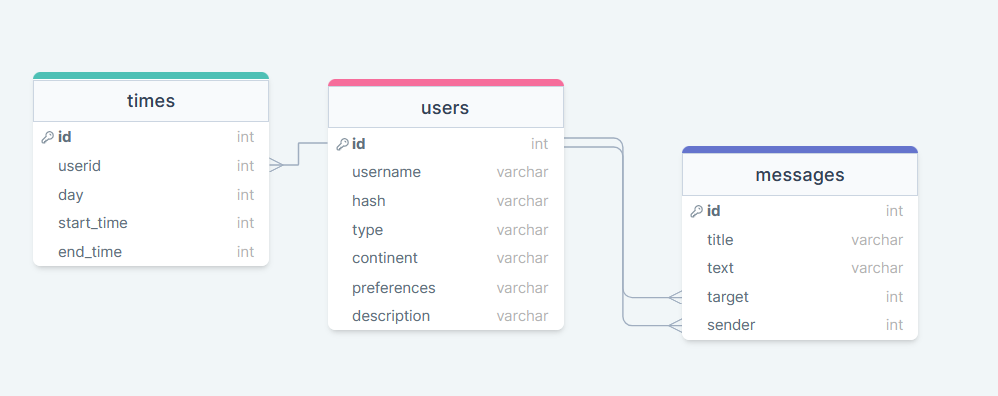 times
id int
userid int
day int
start_time int
end_time int
users
id int
username varchar
hash varchar
type varchar
continent varchar
preferences varchar
description varchar
messages
id int
title varchar
text varchar
target int
sender int